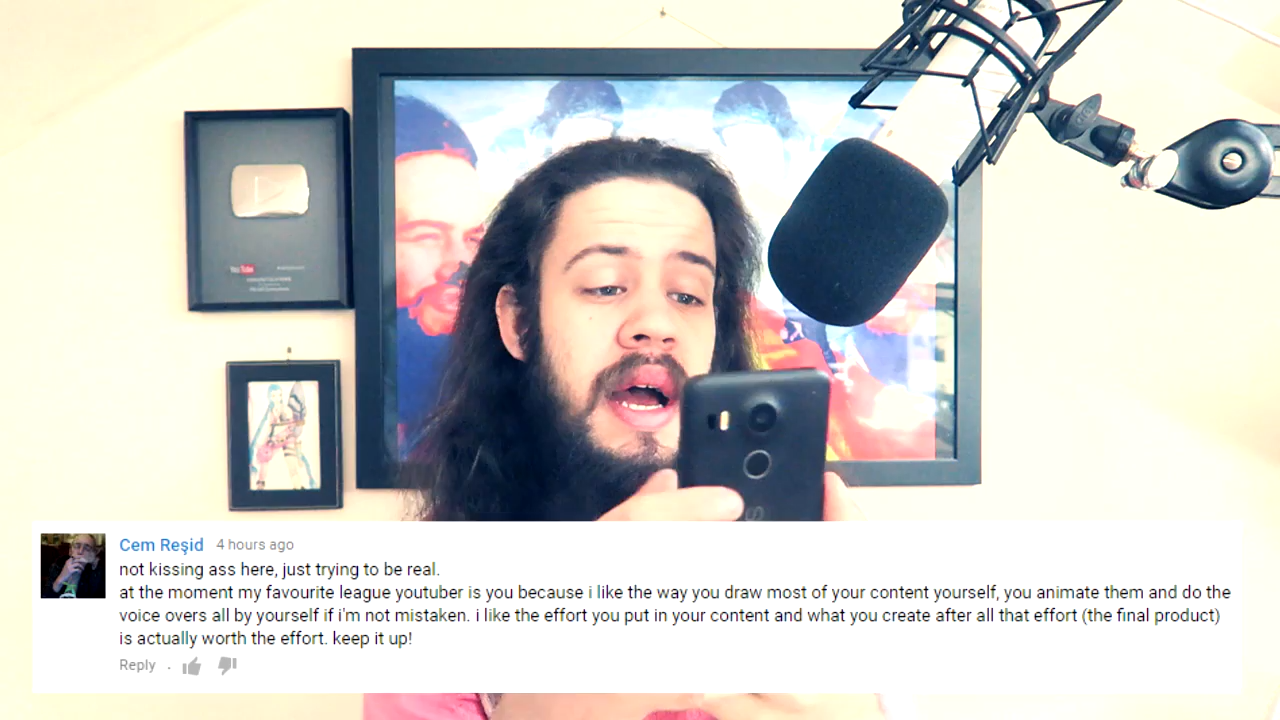 YouTube
Cem Reşid 4 hours ago
not kissing ass here, just trying to be real.
at the moment my favourite league youtuber is you because i like the way you draw most of your content yourself, you animate them and do the
voice overs all by yourself if i'm not mistaken. i like the effort you put in your content and what you create after all that effort (the final product)
is actually worth the effort. keep it up!
Reply